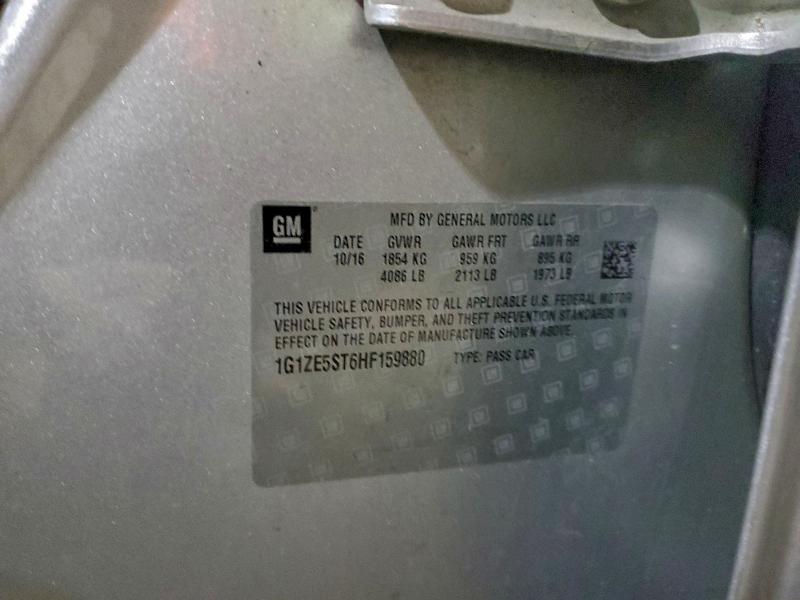 GM
MFD BY GENERAL MOTORS LLC
DATE GVWR GAWR FRT GAWR RR
10/16 1854 KG 959 KG 895 KG
4086 LB 2113 LB 1973 LB
THIS VEHICLE CONFORMS TO ALL APPLICABLE U.S. FEDERAL MOTOR
VEHICLE SAFETY, BUMPER, AND THEFT PREVENTION STANDARDS IN
EFFECT ON THE DATE OF MANUFACTURE SHOWN ABOVE.
1G1ZE5ST6HF159880 TYPE: PASS CAR